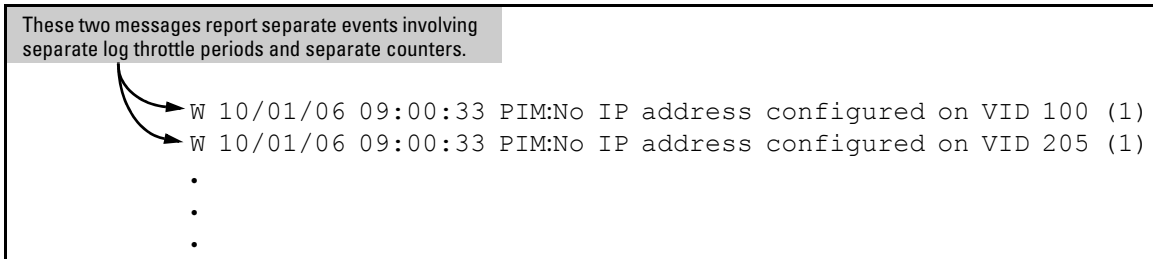 These two messages report separate events involving
separate log throttle periods and separate counters.
W 10/01/06 09:00:33 PIM:No IP address configured on VID 100 (1)
W 10/01/06 09:00:33 PIM:No IP address configured on VID 205 (1)
.
.
.